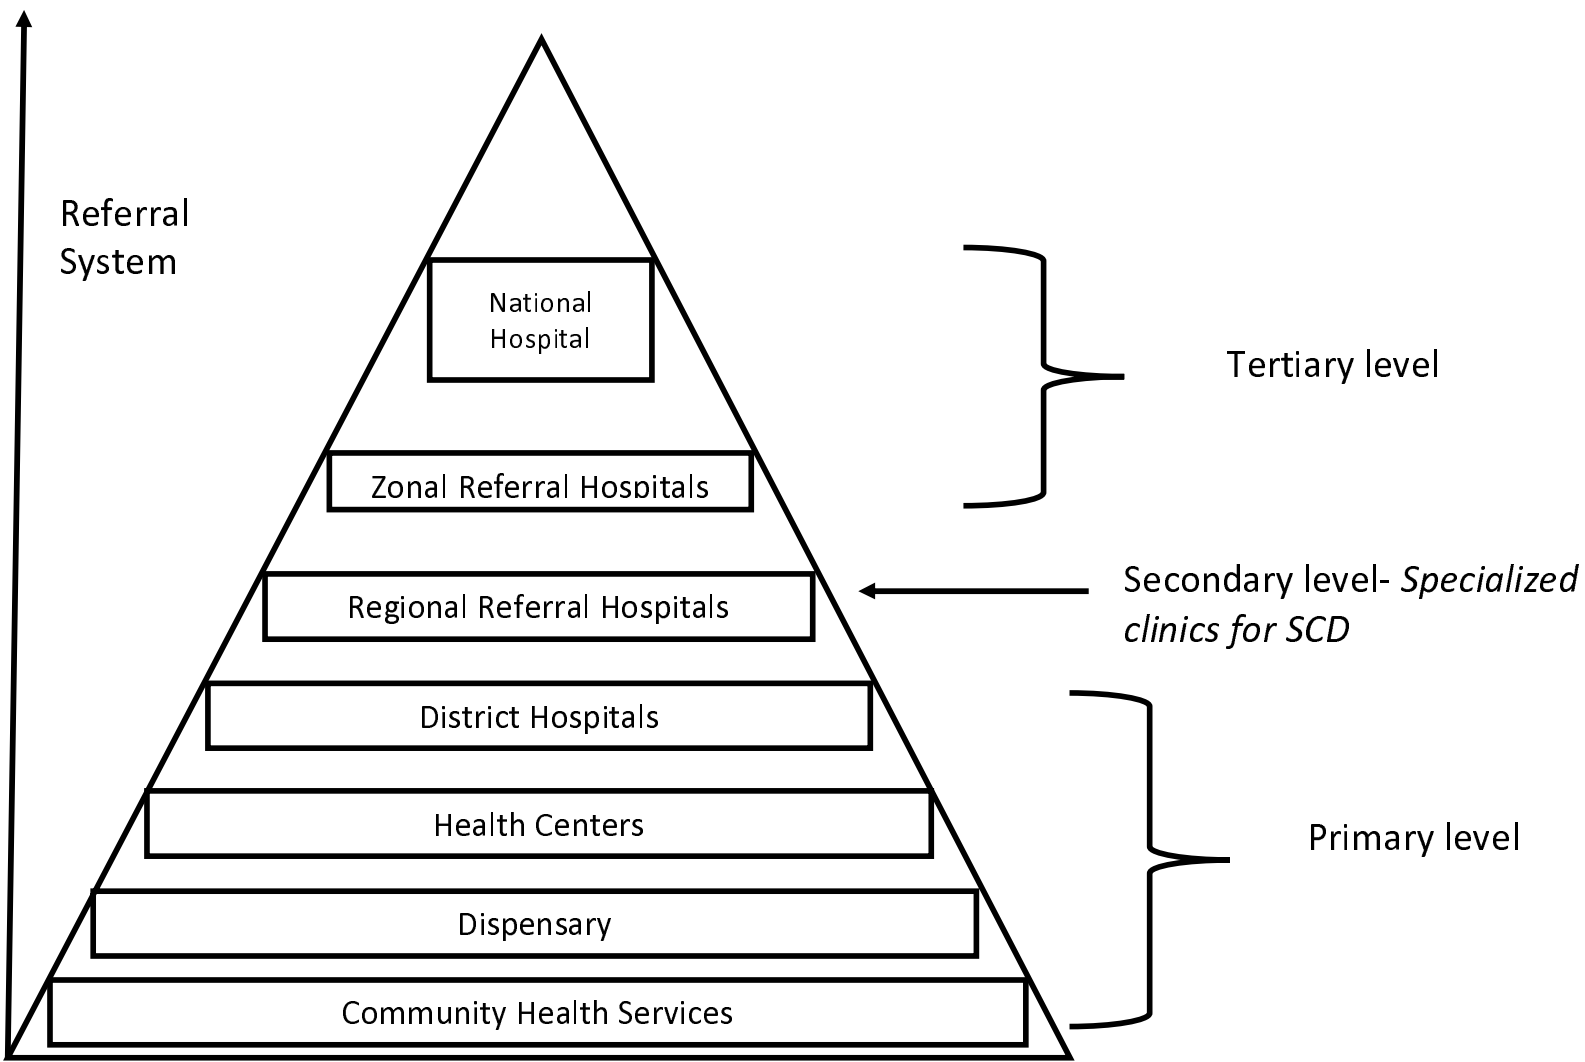 Referral
System
National
Hospital
Tertiary level
Zonal Referral Hospitals
Secondary level- Specialized
clinics for SCD
Regional Referral Hospitals
District Hospitals
Health Centers
Primary level
Dispensary
Community Health Services